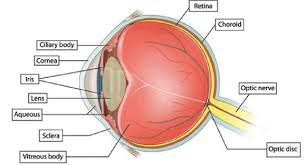 Retina
Choroid
Ciliary body
Cornea
Iris
Lens
Aqueous
Sclera
Vitreous body
Optic nerve
Optic disc